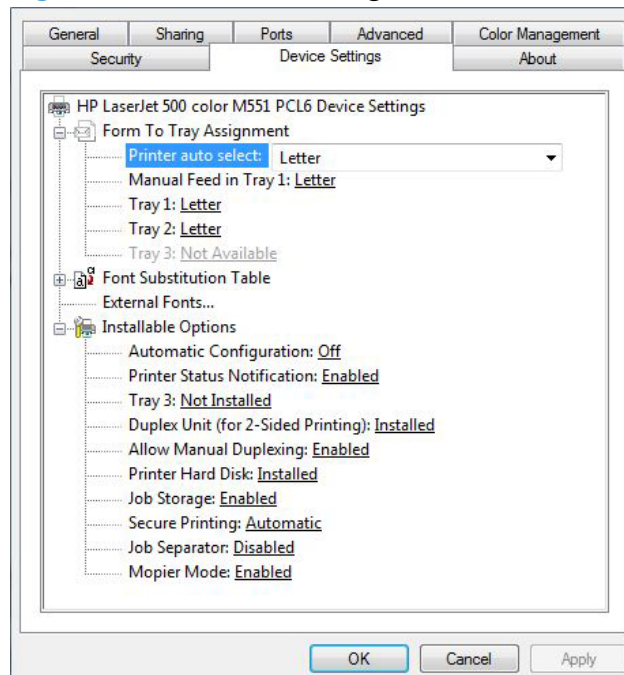 General Sharing Ports Advanced Color Management
Security Device Settings About
HP LaserJet 500 color M551 PCL6 Device Settings
Form To Tray Assignment
Printer auto select: Letter
Manual Feed in Tray 1: Letter
Tray 1: Letter
Tray 2: Letter
Tray 3: Not Available
Font Substitution Table
External Fonts...
Installable Options
Automatic Configuration: Off
Printer Status Notification: Enabled
Tray 3: Not Installed
Duplex Unit (for 2-Sided Printing): Installed
Allow Manual Duplexing: Enabled
Printer Hard Disk: Installed
Job Storage: Enabled
Secure Printing: Automatic
Job Separator: Disabled
Mopier Mode: Enabled
OK Cancel Apply